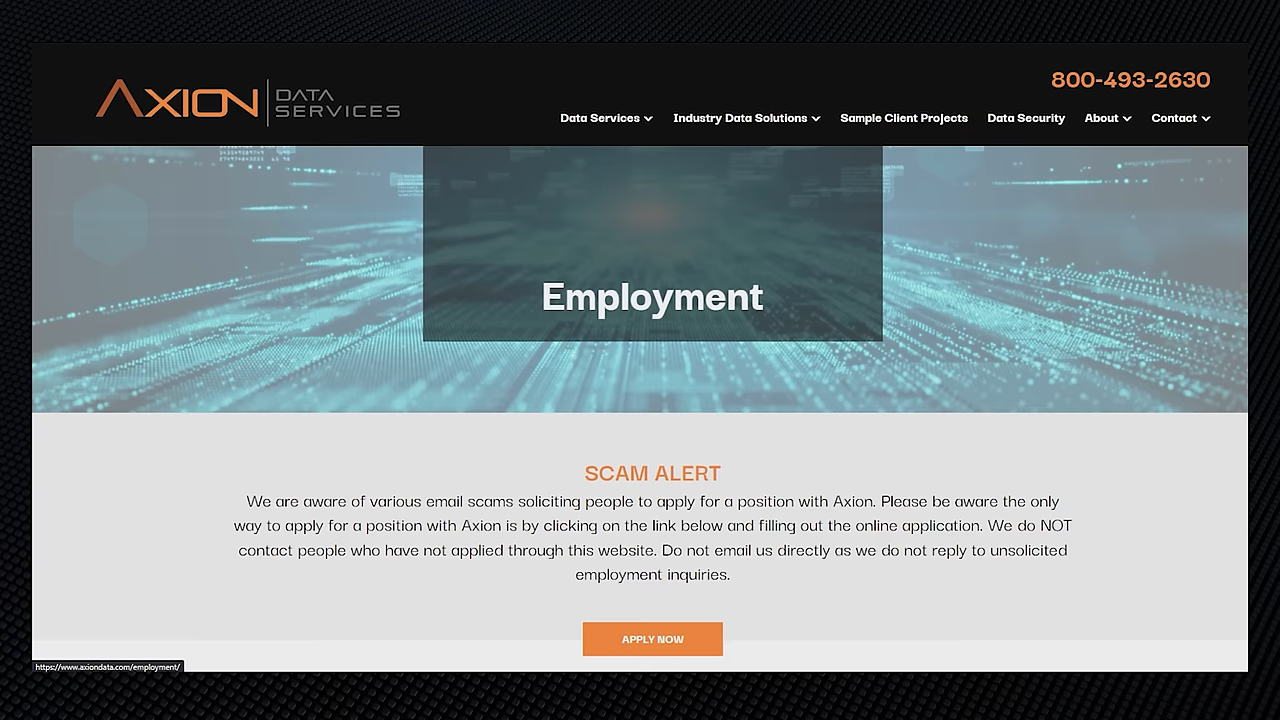 AXION DATA SERVICES
800-493-2630
Data Services Industry Data Solutions Sample Client Projects Data Security About Contact
Employment
SCAM ALERT
We are aware of various email scams soliciting people to apply for a position with Axion. Please be aware the only
way to apply for a position with Axion is by clicking on the link below and filling out the online application. We do NOT
contact people who have not applied through this website. Do not email us directly as we do not reply to unsolicited
employment inquiries.
APPLY NOW
https://www.axiondata.com/employment/